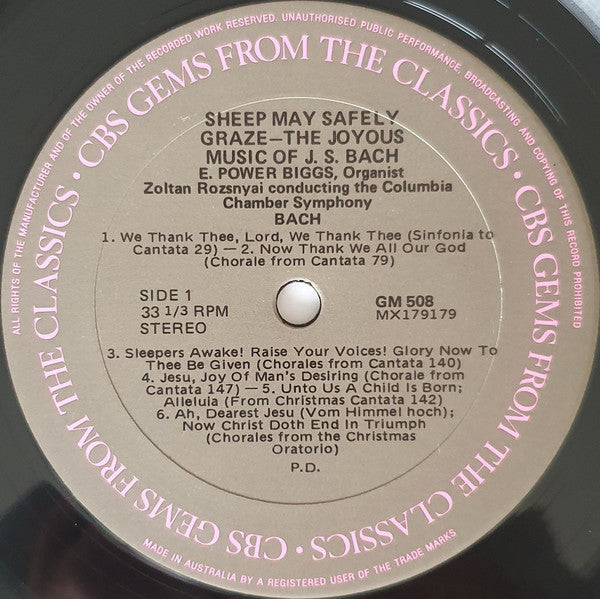 ALL RIGHTS OF THE MANUFACTURER AND OF THE OWNER OF THE RECORDED WORK RESERVED. UNAUTHORISED PUBLIC PERFORMANCE, BROADCASTING AND COPYING OF THIS RECORD PROHIBITED
CBS GEMS FROM THE CLASSICS · CBS GEMS FROM THE CLASSICS · CBS GEMS FROM THE CLASSICS ·
SHEEP MAY SAFELY
GRAZE—THE JOYOUS
MUSIC OF J. S. BACH
E. POWER BIGGS, Organist
Zoltan Rozsnyai conducting the Columbia
Chamber Symphony
BACH
1. We Thank Thee, Lord, We Thank Thee (Sinfonia to
Cantata 29) — 2. Now Thank We All Our God
(Chorale from Cantata 79)
SIDE 1
33 1/3 RPM
STEREO
GM 508
MX179179
3. Sleepers Awake! Raise Your Voices! Glory Now To
Thee Be Given (Chorales from Cantata 140)
4. Jesu, Joy Of Man's Desiring (Chorale from
Cantata 147) — 5. Unto Us A Child Is Born;
Alleluia (From Christmas Cantata 142)
6. Ah, Dearest Jesu (Vom Himmel hoch);
Now Christ Doth End In Triumph
(Chorales from the Christmas
Oratorio)
P.D.
MADE IN AUSTRALIA BY A REGISTERED USER OF THE TRADE MARKS